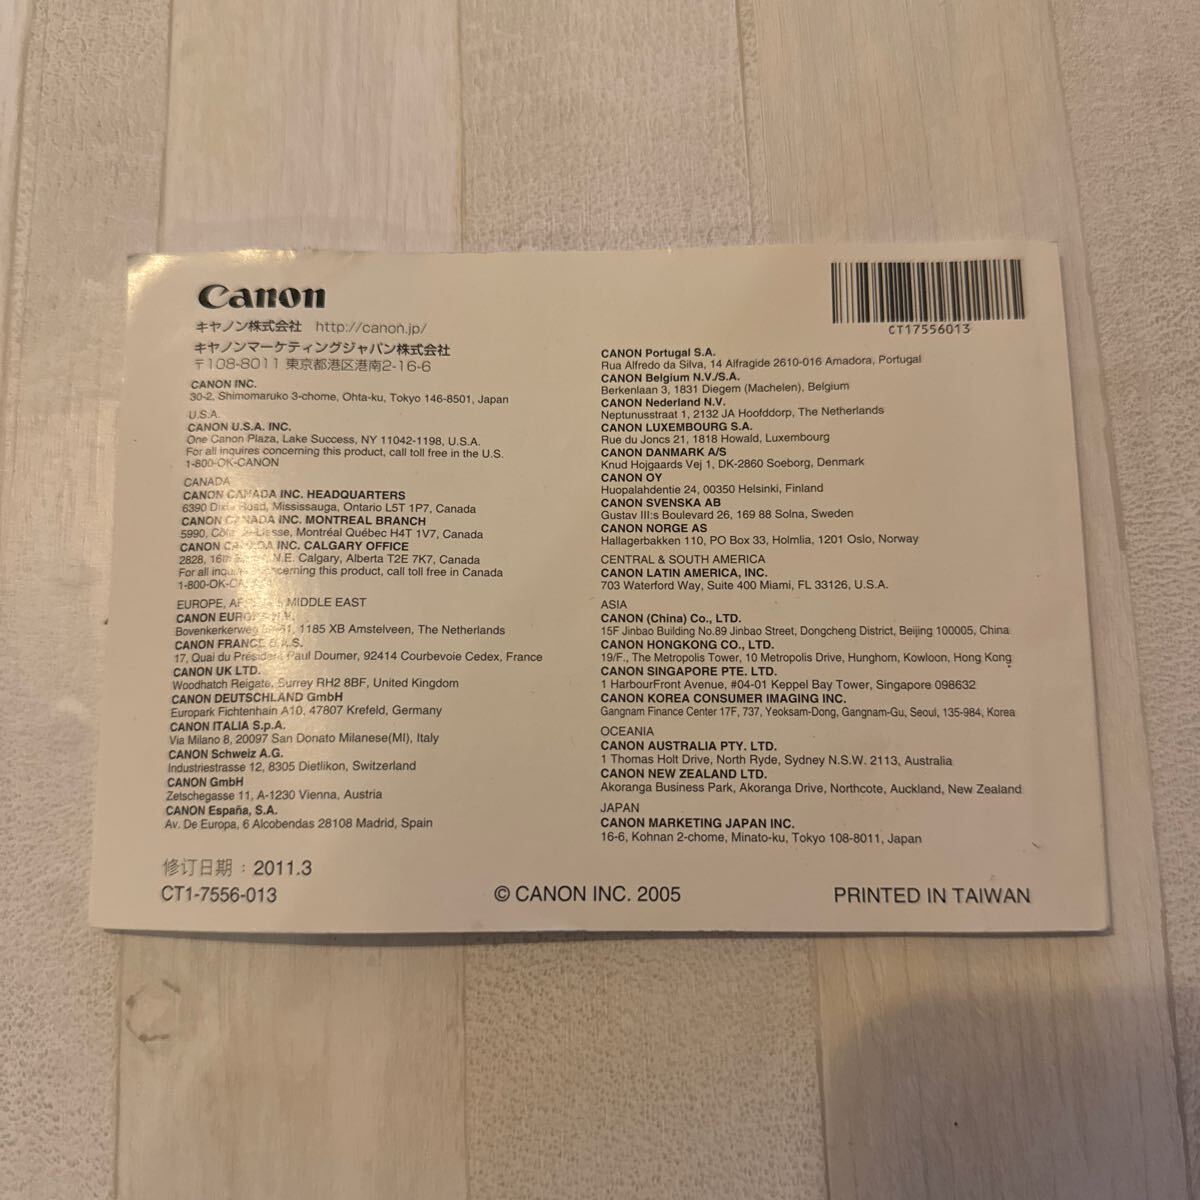 Canon
キヤノン株式会社 http://canon.jp/
キヤノンマーケティングジャパン株式会社
〒108-8011 東京都港区港南2-16-6
CANON INC.
30-2, Shimomaruko 3-chome, Ohta-ku, Tokyo 146-8501, Japan
U.S.A.
CANON U.S.A. INC.
One Canon Plaza, Lake Success, NY 11042-1198, U.S.A.
For all inquires concerning this product, call toll free in the U.S.
1-800-OK-CANON
CANADA
CANON CANADA INC. HEADQUARTERS
6390 Dixie Road, Mississauga, Ontario L5T 1P7, Canada
CANON CANADA INC. MONTREAL BRANCH
5990, Montréal Québec H4T 1V7, Canada
CANON CANADA INC. CALGARY OFFICE
2828, N.E. Calgary, Alberta T2E 7K7, Canada
For all concerning this product, call toll free in Canada
EUROPE, MIDDLE EAST
CANON
Bovenkerkerweg 1185 XB Amstelveen, The Netherlands
CANON FRANCE
17, Quai du Président Paul Doumer, 92414 Courbevoie Cedex, France
CANON UK LTD.
Woodhatch Reigate, Surrey RH2 8BF, United Kingdom
CANON DEUTSCHLAND GmbH
Europark Fichtenhain A10, 47807 Krefeld, Germany
CANON ITALIA S.p.A.
Via Milano 8, 20097 San Donato Milanese(MI), Italy
CANON Schweiz A.G.
Industriestrasse 12, 8305 Dietlikon, Switzerland
CANON GmbH
Zetschegasse 11, A-1230 Vienna, Austria
CANON España, S.A.
Av. De Europa, 6 Alcobendas 28108 Madrid, Spain
修订日期：2011.3
CT1-7556-013
CT17556013
CANON Portugal S.A.
Rua Alfredo da Silva, 14 Alfragide 2610-016 Amadora, Portugal
CANON Belgium N.V./S.A.
Berkenlaan 3, 1831 Diegem (Machelen), Belgium
CANON Nederland N.V.
Neptunusstraat 1, 2132 JA Hoofddorp, The Netherlands
CANON LUXEMBOURG S.A.
Rue du Joncs 21, 1818 Howald, Luxembourg
CANON DANMARK A/S
Knud Hojgaards Vej 1, DK-2860 Soeborg, Denmark
CANON OY
Huopalahdentie 24, 00350 Helsinki, Finland
CANON SVENSKA AB
Gustav III:s Boulevard 26, 169 88 Solna, Sweden
CANON NORGE AS
Hallagerbakken 110, PO Box 33, Holmlia, 1201 Oslo, Norway
CENTRAL & SOUTH AMERICA
CANON LATIN AMERICA, INC.
703 Waterford Way, Suite 400 Miami, FL 33126, U.S.A.
ASIA
CANON (China) Co., LTD.
15F Jinbao Building No.89 Jinbao Street, Dongcheng District, Beijing 100005, China
CANON HONGKONG CO., LTD.
19/F., The Metropolis Tower, 10 Metropolis Drive, Hunghom, Kowloon, Hong Kong
CANON SINGAPORE PTE. LTD.
1 HarbourFront Avenue, #04-01 Keppel Bay Tower, Singapore 098632
CANON KOREA CONSUMER IMAGING INC.
Gangnam Finance Center 17F, 737, Yeoksam-Dong, Gangnam-Gu, Seoul, 135-984, Korea
OCEANIA
CANON AUSTRALIA PTY. LTD.
1 Thomas Holt Drive, North Ryde, Sydney N.S.W. 2113, Australia
CANON NEW ZEALAND LTD.
Akoranga Business Park, Akoranga Drive, Northcote, Auckland, New Zealand
JAPAN
CANON MARKETING JAPAN INC.
16-6, Kohnan 2-chome, Minato-ku, Tokyo 108-8011, Japan
© CANON INC. 2005
PRINTED IN TAIWAN